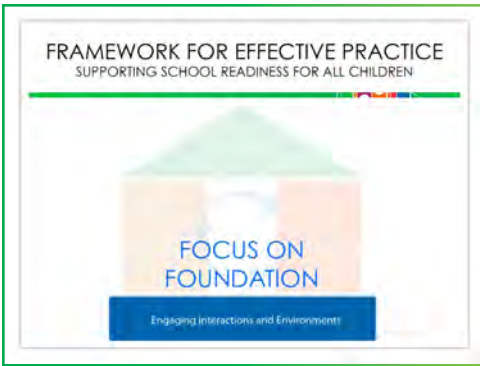 FRAMEWORK FOR EFFECTIVE PRACTICE
SUPPORTING SCHOOL READINESS FOR ALL CHILDREN
FOCUS ON
FOUNDATION
Engaging Interactions and Environments